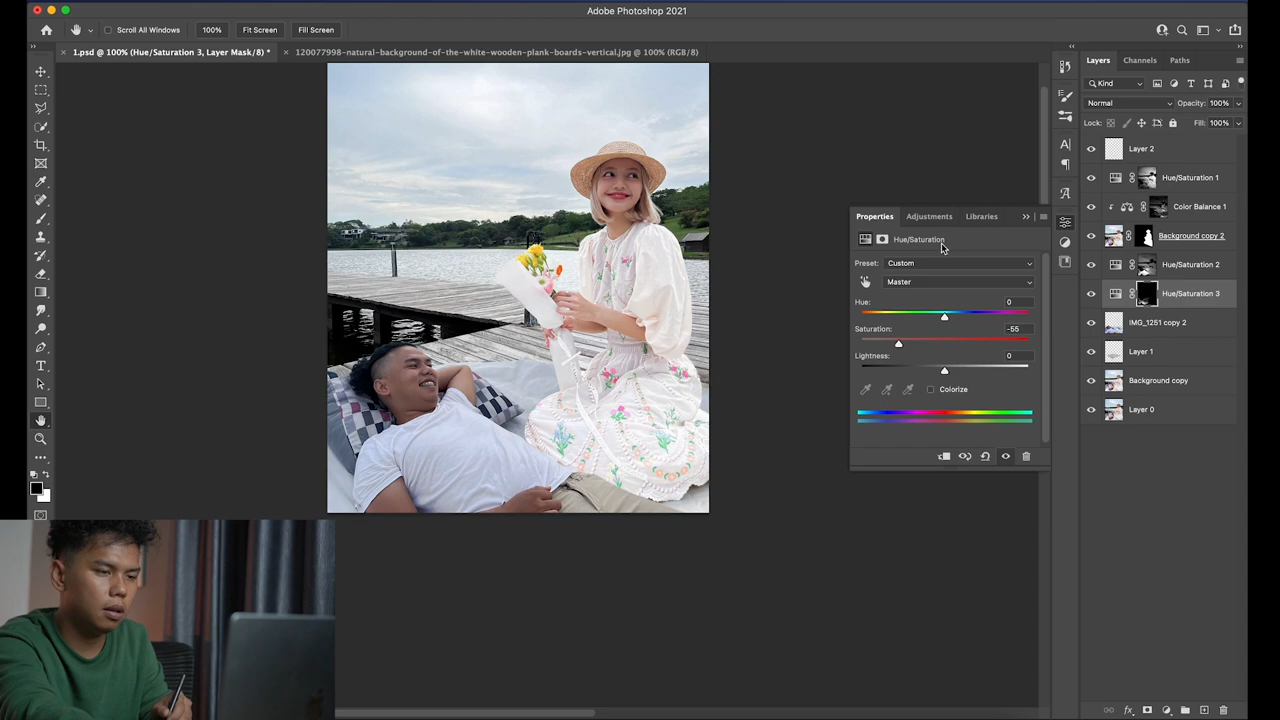 Adobe Photoshop 2021
Scroll All Windows 100% Fit Screen Fill Screen
1.psd @ 100% (Hue/Saturation 3, Layer Mask/8) * 120077998-natural-background-of-the-white-wooden-plank-boards-vertical.jpg @ 100% (RGB/8)
Layers Channels Paths
Kind
Normal Opacity: 100%
Lock: Fill: 100%
Layer 2
Hue/Saturation 1
Color Balance 1
Background copy 2
Hue/Saturation 2
Hue/Saturation 3
IMG_1251 copy 2
Layer 1
Background copy
Layer 0
Properties Adjustments Libraries
Hue/Saturation
Preset: Custom
Master
Hue: 0
Saturation: -55
Lightness: 0
Colorize